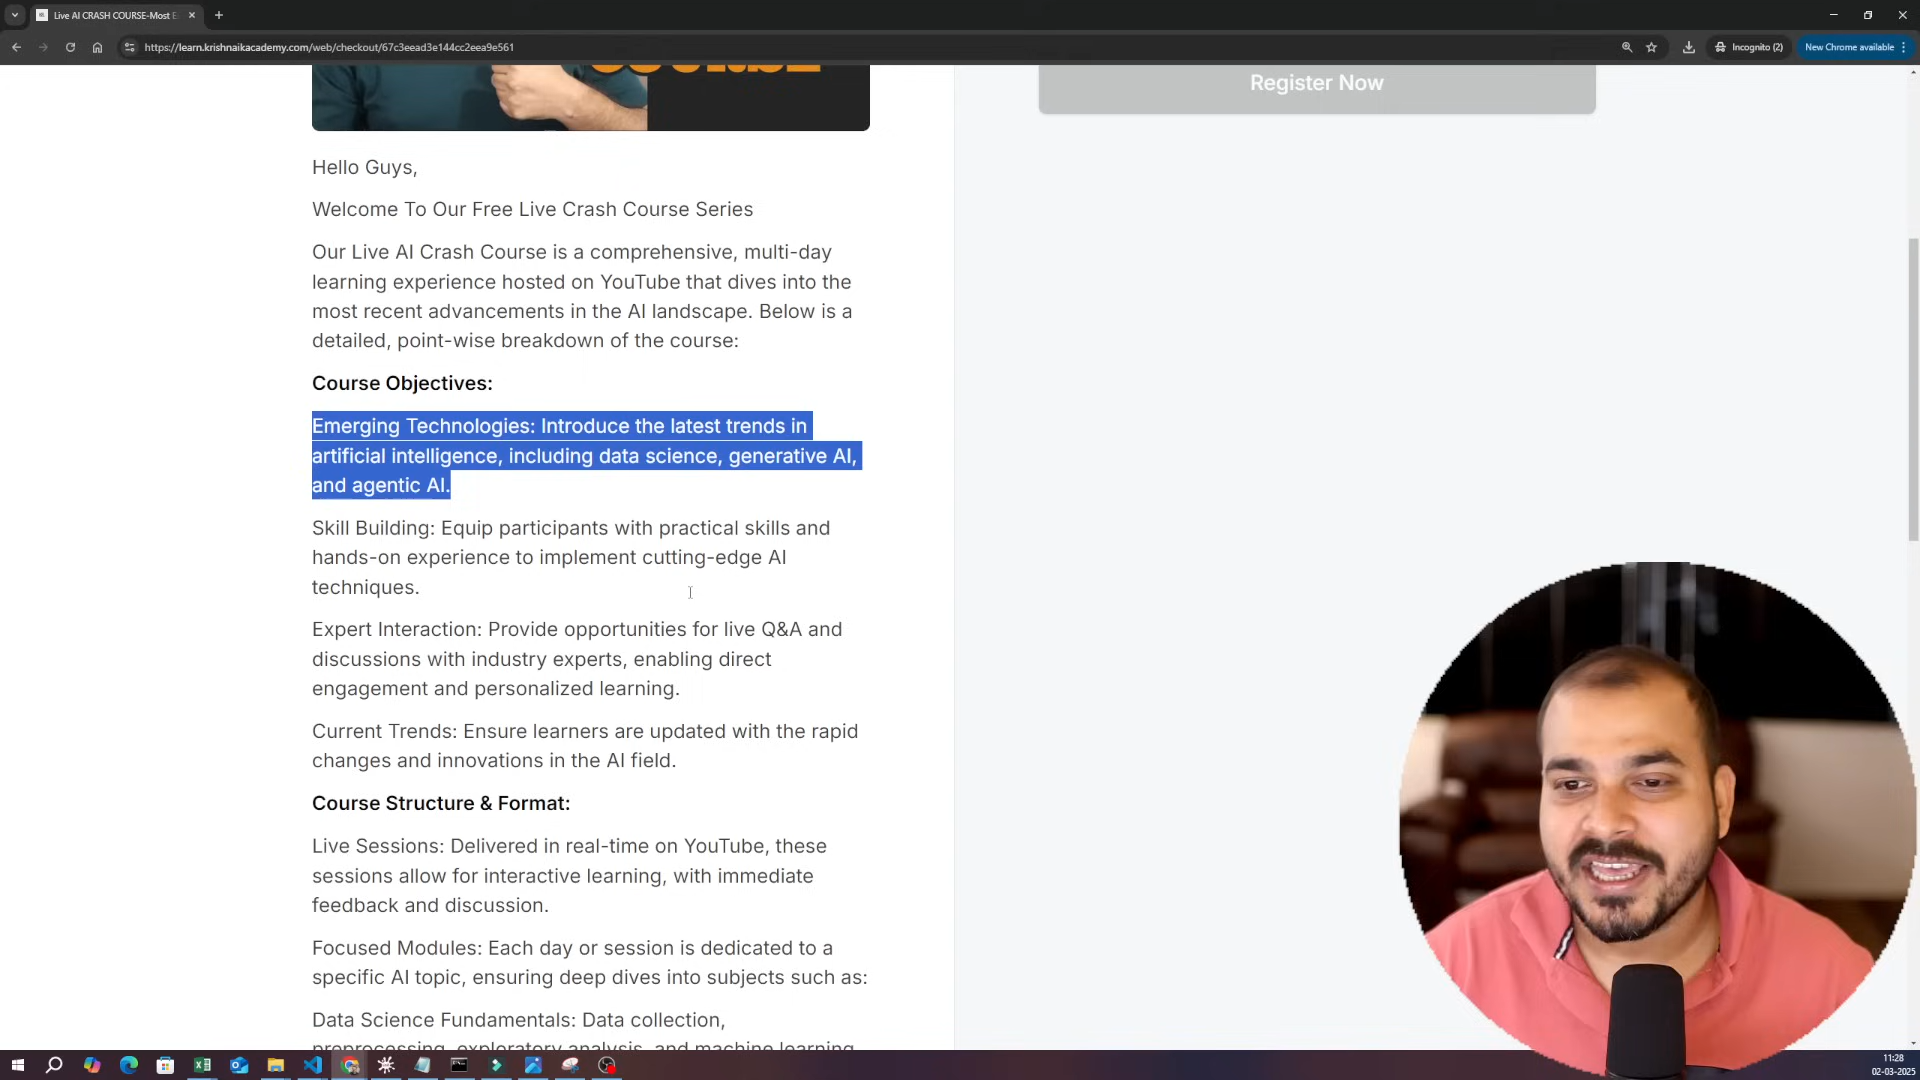 Live AI CRASH COURSE-Most E
https://learn.krishnaikacademy.com/web/checkout/67c3eead3e144cc2eea9e561
Incognito (2)
New Chrome available
Register Now
Hello Guys,
Welcome To Our Free Live Crash Course Series
Our Live AI Crash Course is a comprehensive, multi-day
learning experience hosted on YouTube that dives into the
most recent advancements in the AI landscape. Below is a
detailed, point-wise breakdown of the course:
Course Objectives:
Emerging Technologies: Introduce the latest trends in
artificial intelligence, including data science, generative AI,
and agentic AI.
Skill Building: Equip participants with practical skills and
hands-on experience to implement cutting-edge AI
techniques.
Expert Interaction: Provide opportunities for live Q&A and
discussions with industry experts, enabling direct
engagement and personalized learning.
Current Trends: Ensure learners are updated with the rapid
changes and innovations in the AI field.
Course Structure & Format:
Live Sessions: Delivered in real-time on YouTube, these
sessions allow for interactive learning, with immediate
feedback and discussion.
Focused Modules: Each day or session is dedicated to a
specific AI topic, ensuring deep dives into subjects such as:
Data Science Fundamentals: Data collection,
preprocessing, exploratory analysis, and machine learning
11:28
02-03-2025